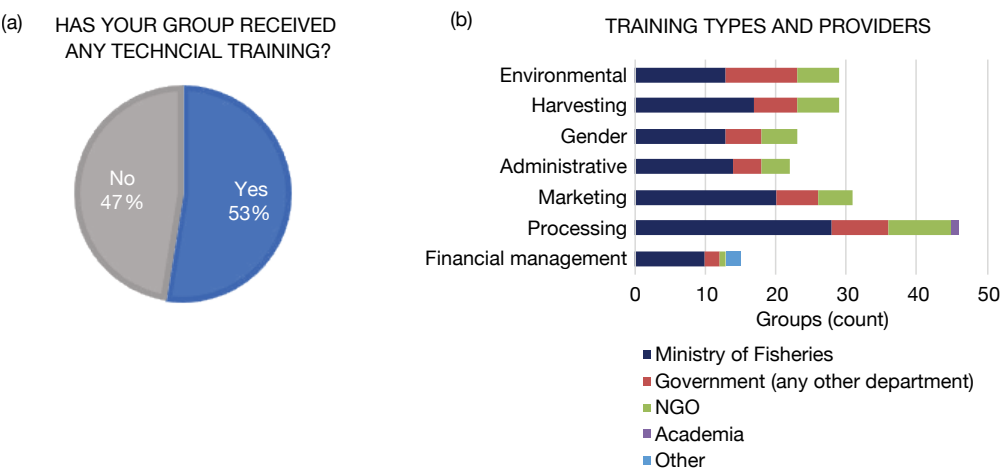 (a)
HAS YOUR GROUP RECEIVED
ANY TECHNCIAL TRAINING?
No
47%
Yes
53%
(b)
TRAINING TYPES AND PROVIDERS
Environmental
Harvesting
Gender
Administrative
Marketing
Processing
Financial management
0 10 20 30 40 50
Groups (count)
Ministry of Fisheries
Government (any other department)
NGO
Academia
Other